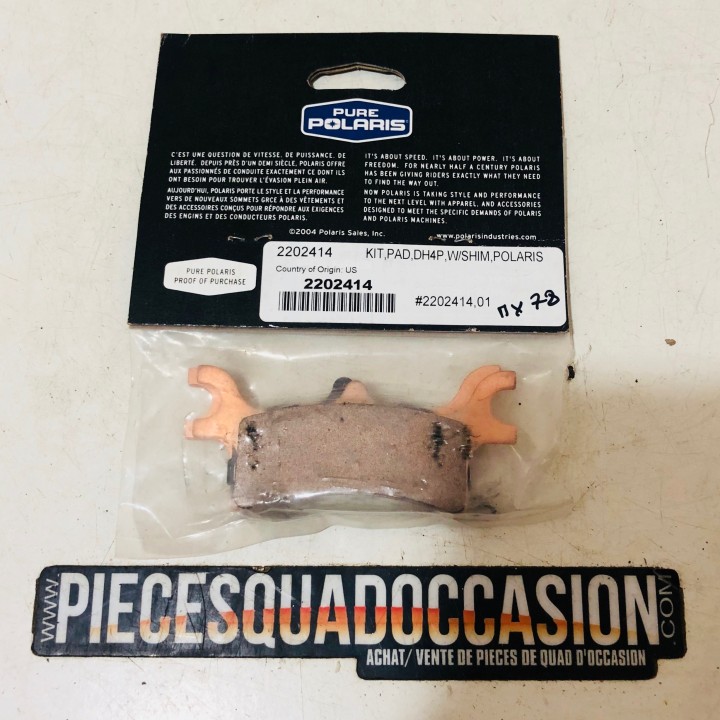 PURE
POLARIS
C'EST UNE QUESTION DE VITESSE. DE PUISSANCE. DE
LIBERTÉ. DEPUIS PRÈS D'UN DEMI SIÈCLE, POLARIS OFFRE
AUX PASSIONNÉS DE CONDUITE EXACTEMENT CE DONT ILS
ONT BESOIN POUR TROUVER L'ÉVASION PLEIN AIR.
AUJOURD'HUI, POLARIS PORTE LE STYLE ET LA PERFORMANCE
VERS DE NOUVEAUX SOMMETS GRCE À DES VÊTEMENTS ET
DES ACCESSOIRES CONÇUS POUR RÉPONDRE AUX EXIGENCES
DES ENGINS ET DES CONDUCTEURS POLARIS.
IT'S ABOUT SPEED. IT'S ABOUT POWER. IT'S ABOUT
FREEDOM. FOR NEARLY HALF A CENTURY POLARIS
HAS BEEN GIVING RIDERS EXACTLY WHAT THEY NEED
TO FIND THE WAY OUT.
NOW POLARIS IS TAKING STYLE AND PERFORMANCE
TO THE NEXT LEVEL WITH APPAREL AND ACCESSORIES
DESIGNED TO MEET THE SPECIFIC DEMANDS OF POLARIS
AND POLARIS MACHINES.
©2004 Polaris Sales, Inc.
www.polarisindustries.com
PURE POLARIS
PROOF OF PURCHASE
2202414 KIT,PAD,DH4P,W/SHIM,POLARIS
Country of Origin: US
2202414
#2202414,01
πx 78
WWW.PIECESQUADOCCASION.COM
ACHAT/ VENTE DE PIECES DE QUAD D'OCCASION